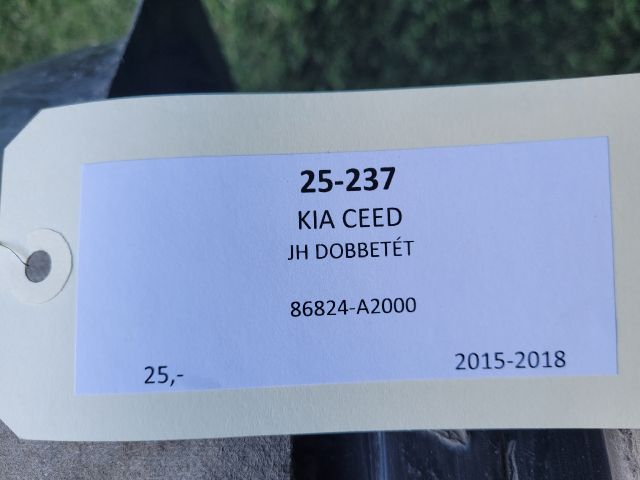 25-237
KIA CEED
JH DOBBETÉT
86824-A2000
25,- 2015-2018